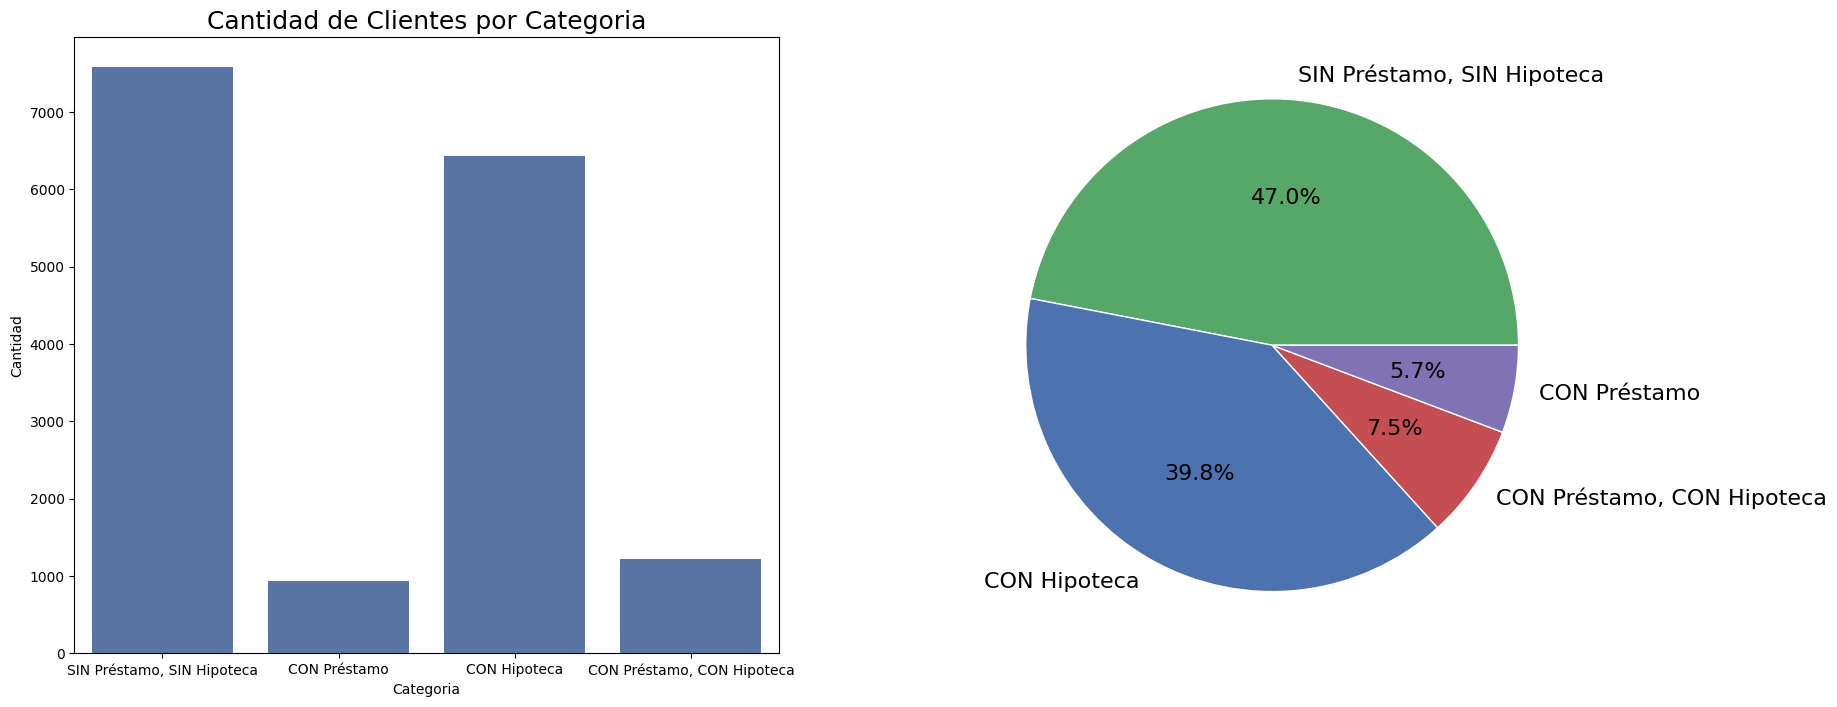 Cantidad de Clientes por Categoria
Cantidad
7000
6000
5000
4000
3000
2000
1000
0
SIN Préstamo, SIN Hipoteca
CON Préstamo
CON Hipoteca
CON Préstamo, CON Hipoteca
Categoria
SIN Préstamo, SIN Hipoteca
47.0%
5.7%
CON Préstamo
7.5%
39.8%
CON Préstamo, CON Hipoteca
CON Hipoteca